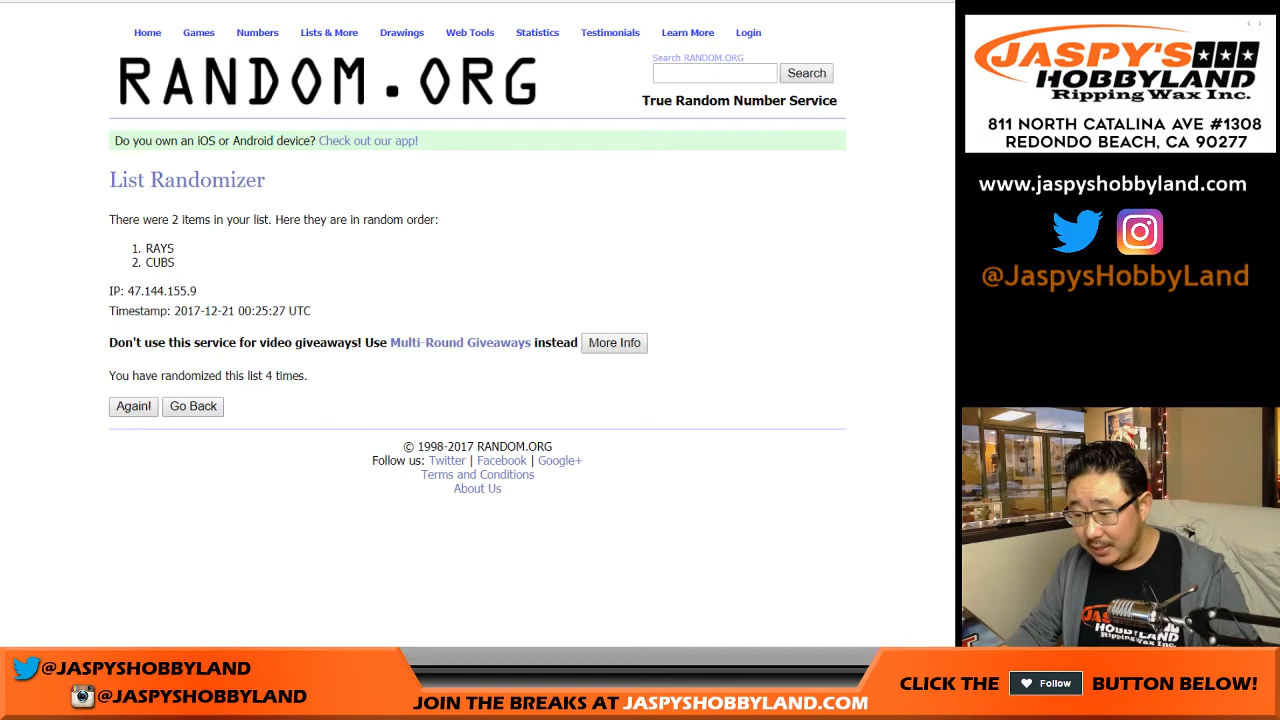 Home Games Numbers Lists & More Drawings Web Tools Statistics Testimonials Learn More Login
RANDOM.ORG
Search RANDOM.ORG
Search
True Random Number Service
Do you own an iOS or Android device? Check out our app!
List Randomizer
There were 2 items in your list. Here they are in random order:
1. RAYS
2. CUBS
IP: 47.144.155.9
Timestamp: 2017-12-21 00:25:27 UTC
Don't use this service for video giveaways! Use Multi-Round Giveaways instead More Info
You have randomized this list 4 times.
Again! Go Back
© 1998-2017 RANDOM.ORG
Follow us: Twitter | Facebook | Google+
Terms and Conditions
About Us
JASPY'S
HOBBYLAND
Ripping Wax Inc.
811 NORTH CATALINA AVE #1308
REDONDO BEACH, CA 90277
www.jaspyshobbyland.com
@JaspysHobbyLand
JASPY'S
HOBBYLAND
Ripping Wax Inc.
@JASPYSHOBBYLAND
@JASPYSHOBBYLAND
JOIN THE BREAKS AT JASPYSHOBBYLAND.COM
CLICK THE Follow BUTTON BELOW!